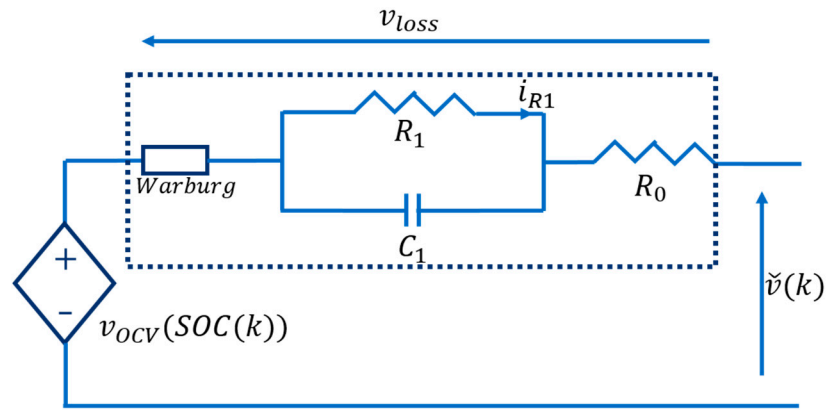 v_loss
i_R1
R_1
Warburg
R_0
C_1
+
-
v̌(k)
v_OCV(SOC(k))